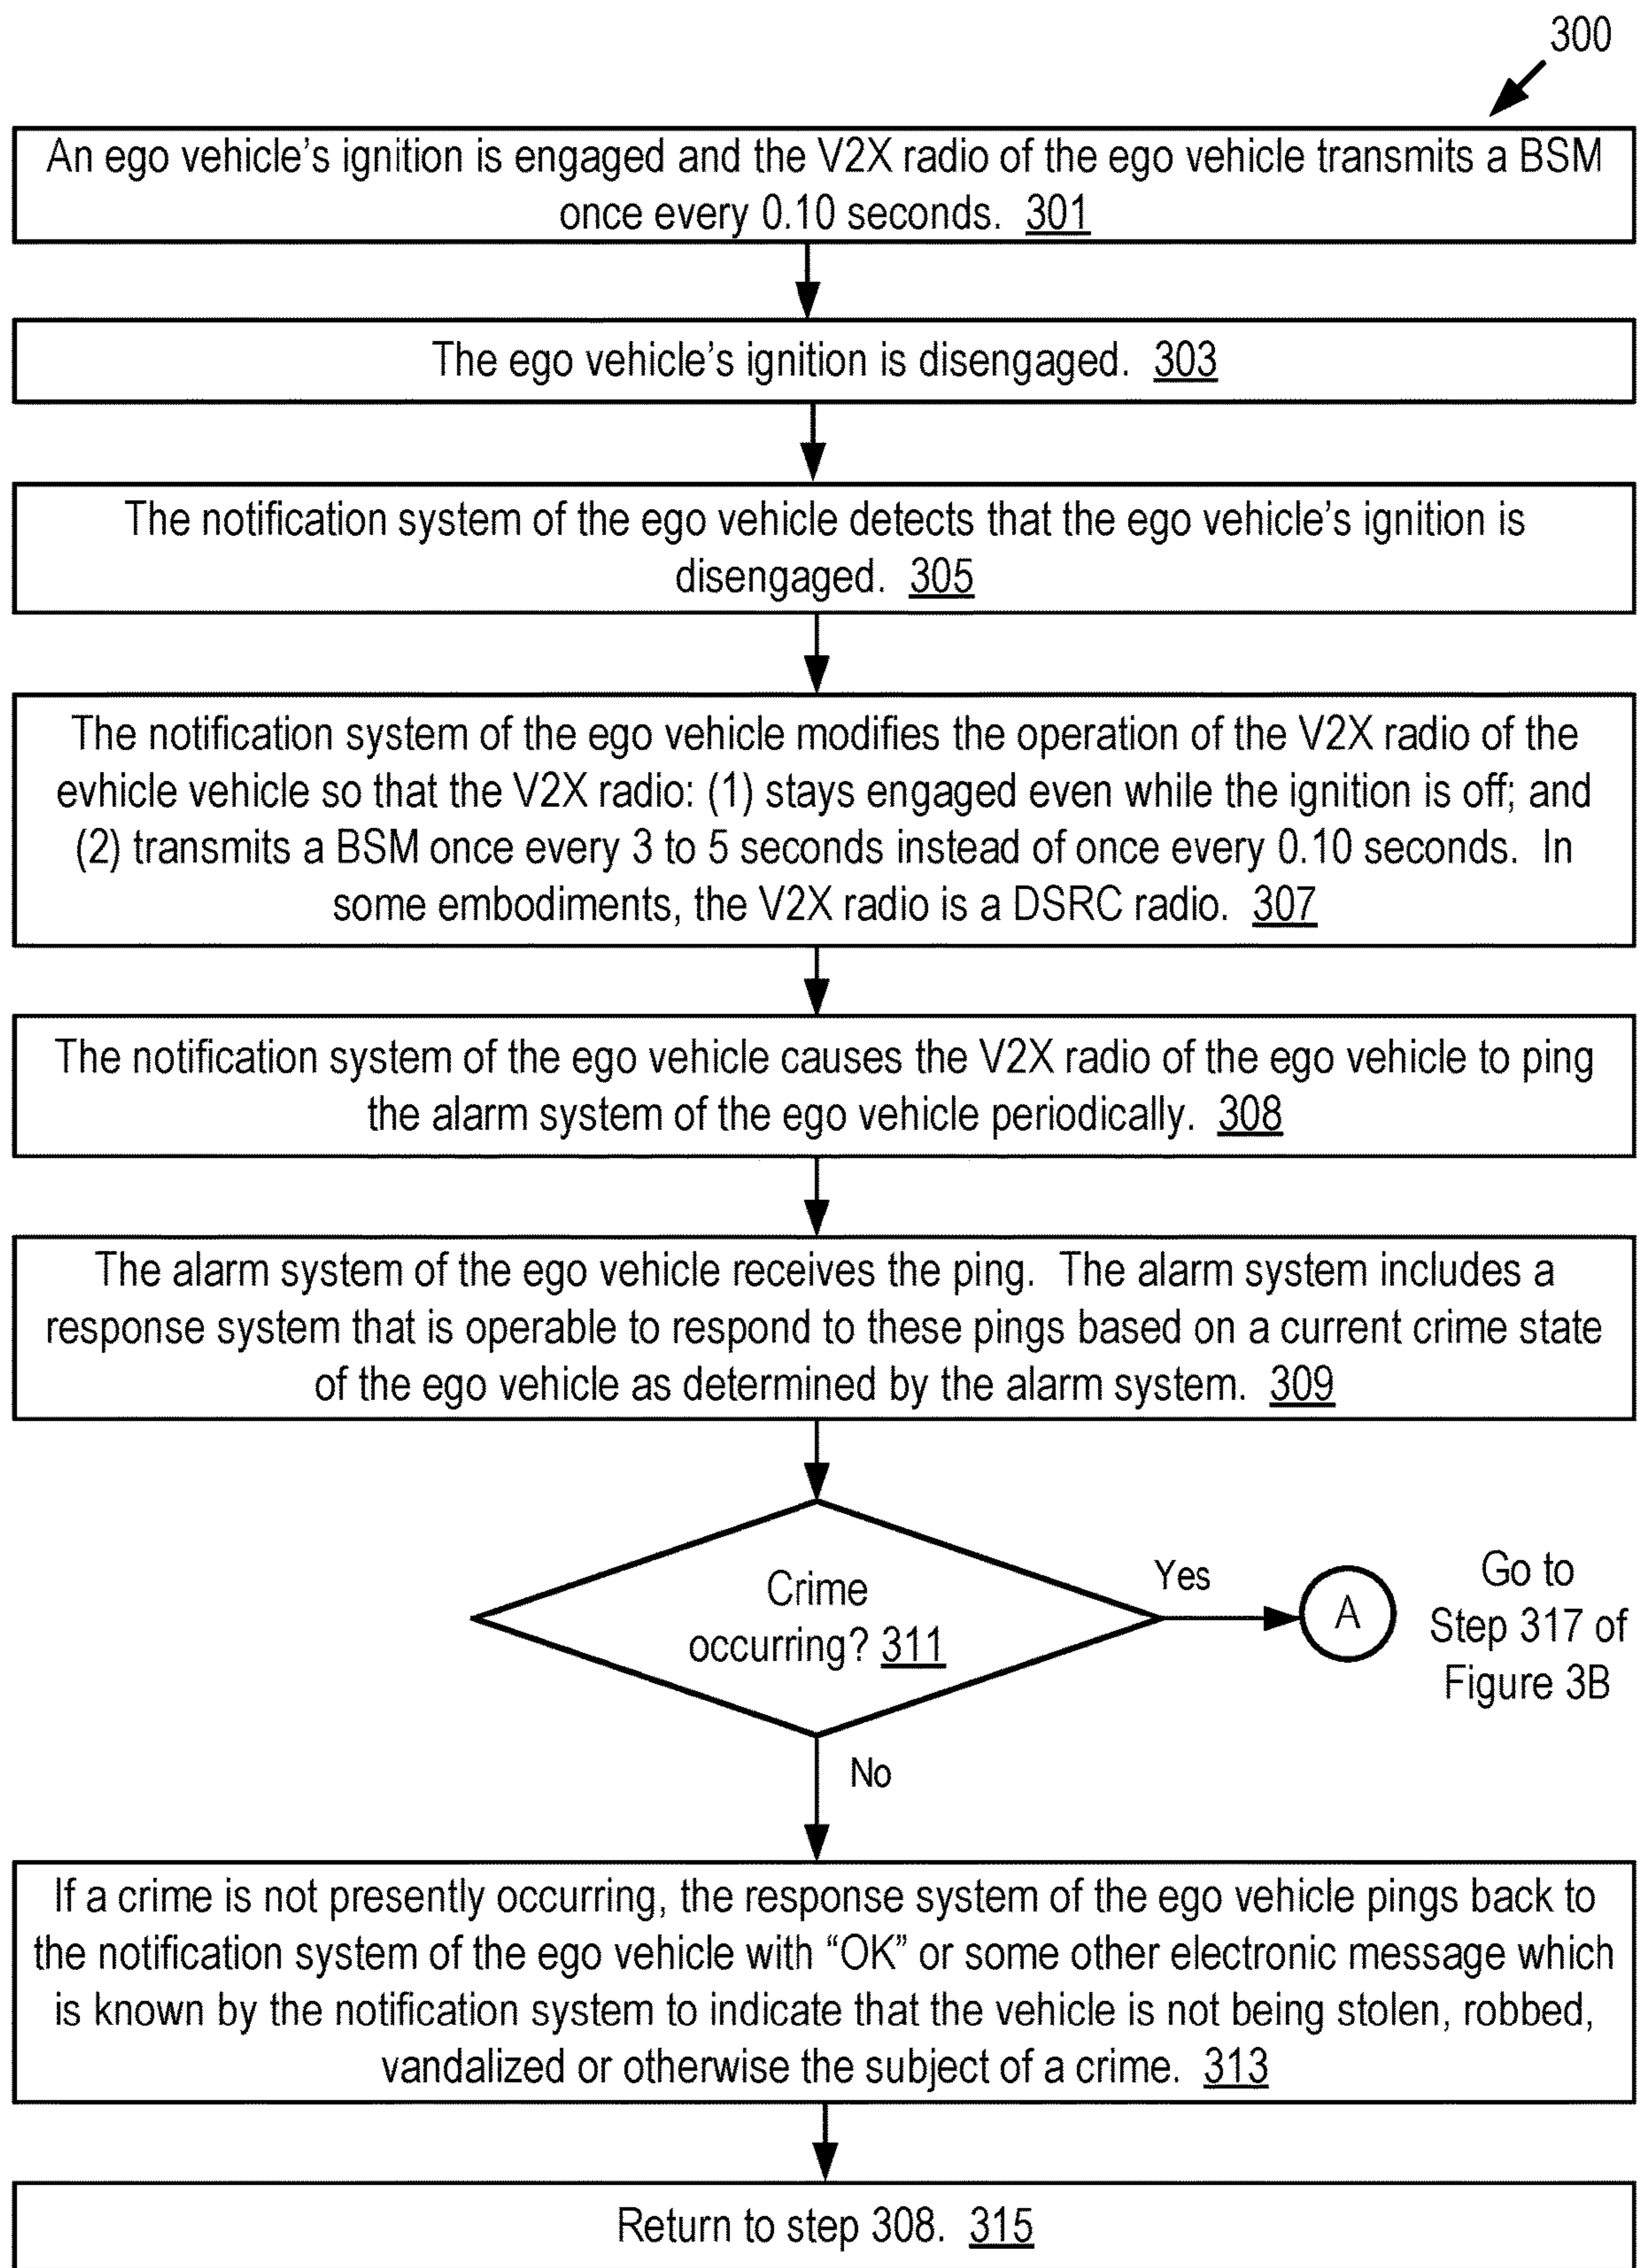 300
An ego vehicle's ignition is engaged and the V2X radio of the ego vehicle transmits a BSM
once every 0.10 seconds. 301
The ego vehicle's ignition is disengaged. 303
The notification system of the ego vehicle detects that the ego vehicle's ignition is
disengaged. 305
The notification system of the ego vehicle modifies the operation of the V2X radio of the
evhicle vehicle so that the V2X radio: (1) stays engaged even while the ignition is off; and
(2) transmits a BSM once every 3 to 5 seconds instead of once every 0.10 seconds. In
some embodiments, the V2X radio is a DSRC radio. 307
The notification system of the ego vehicle causes the V2X radio of the ego vehicle to ping
the alarm system of the ego vehicle periodically. 308
The alarm system of the ego vehicle receives the ping. The alarm system includes a
response system that is operable to respond to these pings based on a current crime state
of the ego vehicle as determined by the alarm system. 309
Crime
occurring? 311
Yes
A
Go to
Step 317 of
Figure 3B
No
If a crime is not presently occurring, the response system of the ego vehicle pings back to
the notification system of the ego vehicle with “OK” or some other electronic message which
is known by the notification system to indicate that the vehicle is not being stolen, robbed,
vandalized or otherwise the subject of a crime. 313
Return to step 308. 315